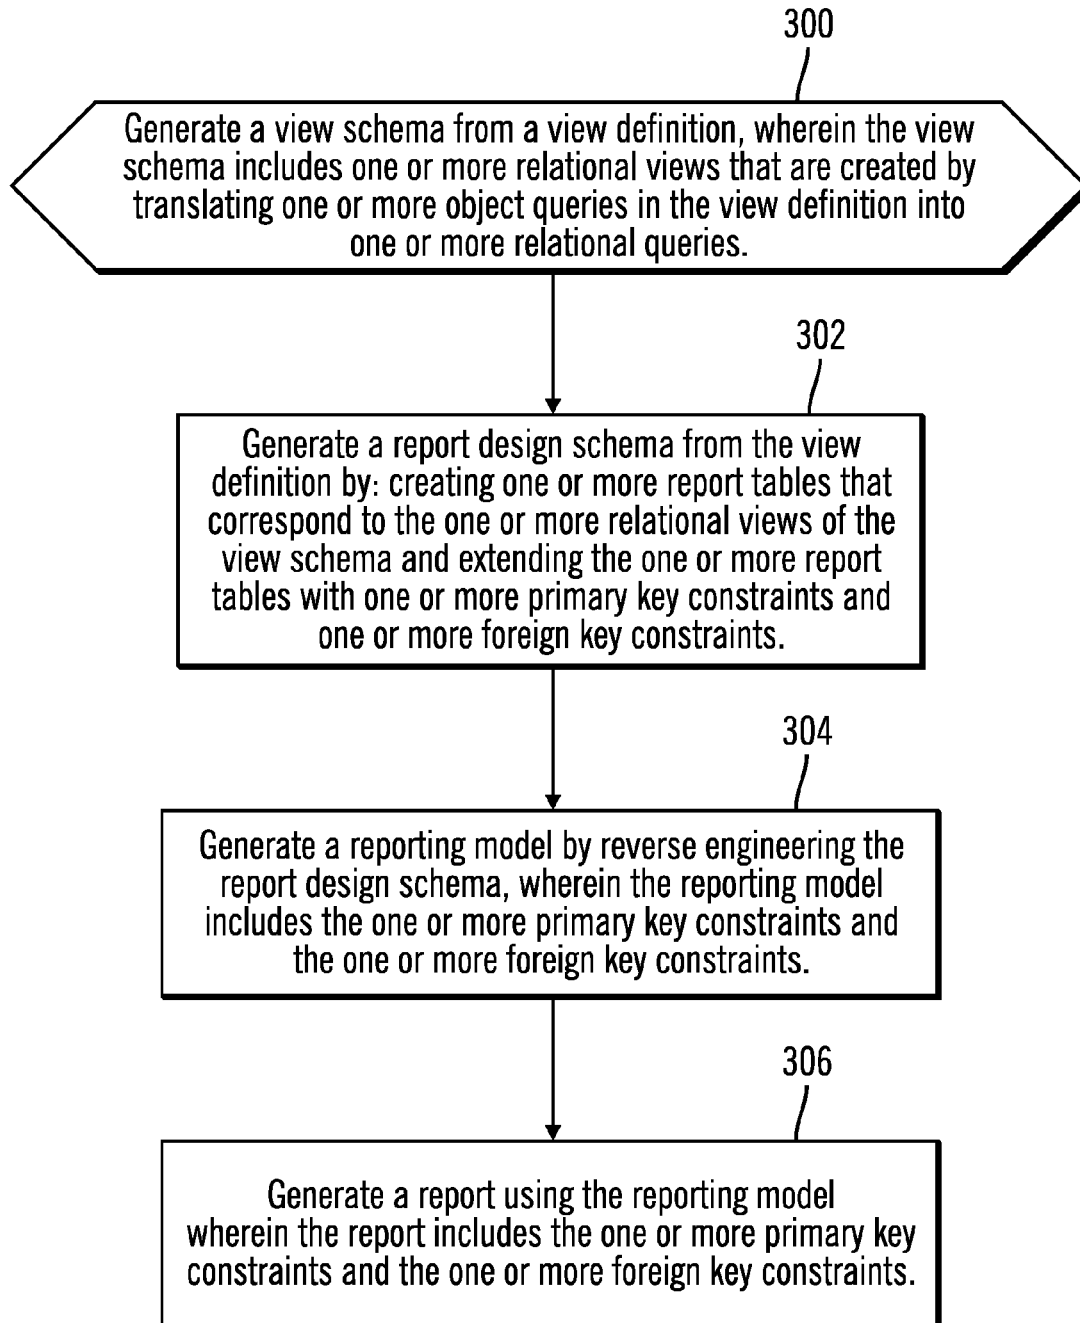 300
Generate a view schema from a view definition, wherein the view
schema includes one or more relational views that are created by
translating one or more object queries in the view definition into
one or more relational queries.
302
Generate a report design schema from the view
definition by: creating one or more report tables that
correspond to the one or more relational views of the
view schema and extending the one or more report
tables with one or more primary key constraints and
one or more foreign key constraints.
304
Generate a reporting model by reverse engineering the
report design schema, wherein the reporting model
includes the one or more primary key constraints and
the one or more foreign key constraints.
306
Generate a report using the reporting model
wherein the report includes the one or more primary key
constraints and the one or more foreign key constraints.